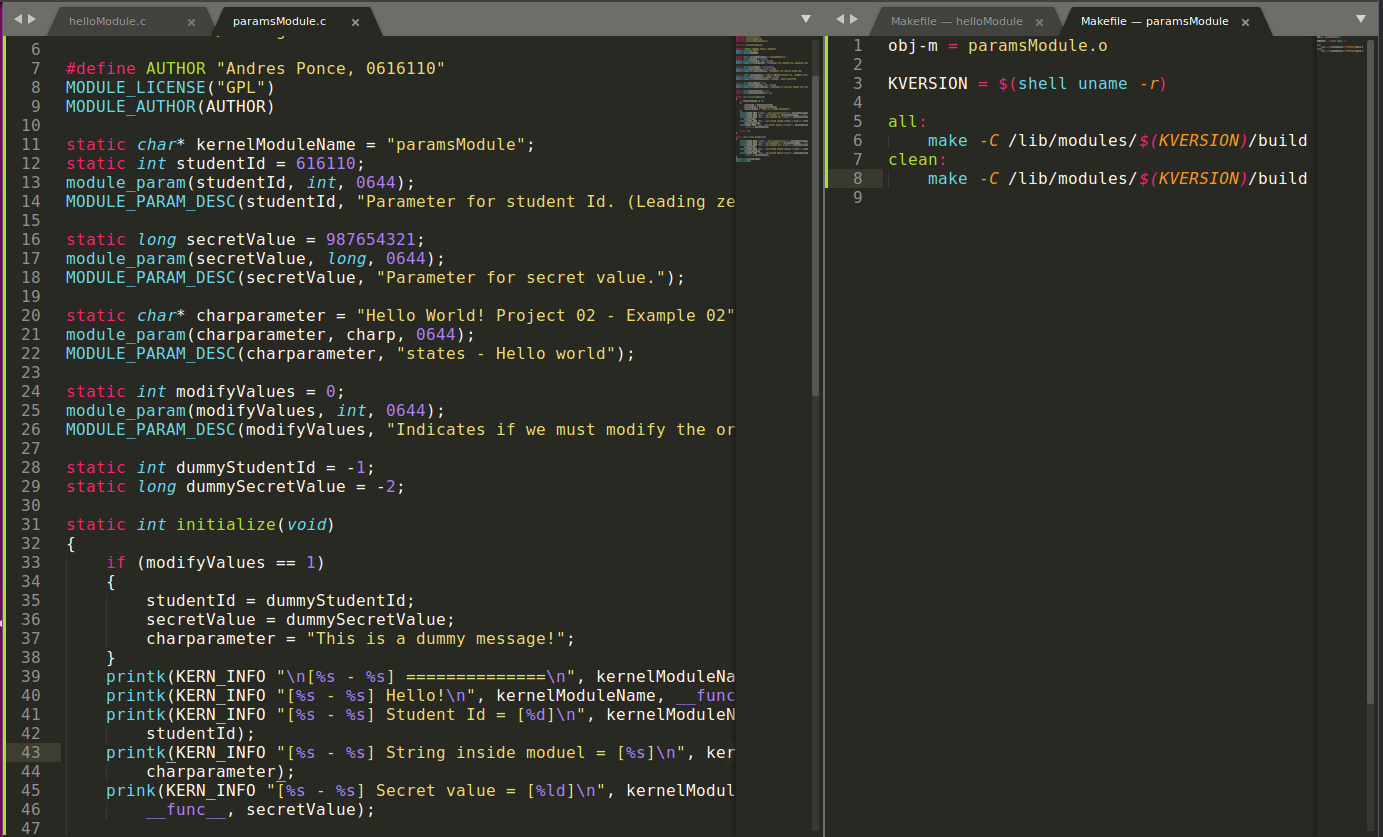 helloModule.c
paramsModule.c
Makefile — helloModule
Makefile — paramsModule
6
7 #define AUTHOR "Andres Ponce, 0616110"
8 MODULE_LICENSE("GPL")
9 MODULE_AUTHOR(AUTHOR)
10
11 static char* kernelModuleName = "paramsModule";
12 static int studentId = 616110;
13 module_param(studentId, int, 0644);
14 MODULE_PARAM_DESC(studentId, "Parameter for student Id. (Leading ze
15
16 static long secretValue = 987654321;
17 module_param(secretValue, long, 0644);
18 MODULE_PARAM_DESC(secretValue, "Parameter for secret value.");
19
20 static char* charparameter = "Hello World! Project 02 - Example 02"
21 module_param(charparameter, charp, 0644);
22 MODULE_PARAM_DESC(charparameter, "states - Hello world");
23
24 static int modifyValues = 0;
25 module_param(modifyValues, int, 0644);
26 MODULE_PARAM_DESC(modifyValues, "Indicates if we must modify the or
27
28 static int dummyStudentId = -1;
29 static long dummySecretValue = -2;
30
31 static int initialize(void)
32 {
33 if (modifyValues == 1)
34 {
35 studentId = dummyStudentId;
36 secretValue = dummySecretValue;
37 charparameter = "This is a dummy message!";
38 }
39 printk(KERN_INFO "\n[%s - %s] ==============\n", kernelModuleNa
40 printk(KERN_INFO "[%s - %s] Hello!\n", kernelModuleName, __func
41 printk(KERN_INFO "[%s - %s] Student Id = [%d]\n", kernelModuleN
42 studentId);
43 printk(KERN_INFO "[%s - %s] String inside moduel = [%s]\n", ker
44 charparameter);
45 prink(KERN_INFO "[%s - %s] Secret value = [%ld]\n", kernelModul
46 __func__, secretValue);
47
1 obj-m = paramsModule.o
2
3 KVERSION = $(shell uname -r)
4
5 all:
6 make -C /lib/modules/$(KVERSION)/build
7 clean:
8 make -C /lib/modules/$(KVERSION)/build
9